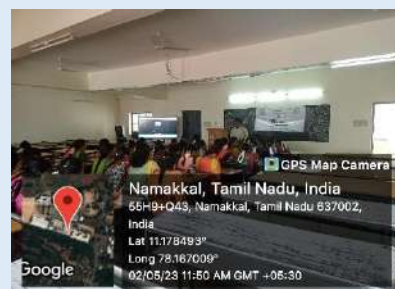 GPS Map Camera
Namakkal, Tamil Nadu, India
55H9+Q43, Namakkal, Tamil Nadu 637002,
India
Lat 11.178493°
Long 78.167009°
02/05/23 11:50 AM GMT +05:30
Google